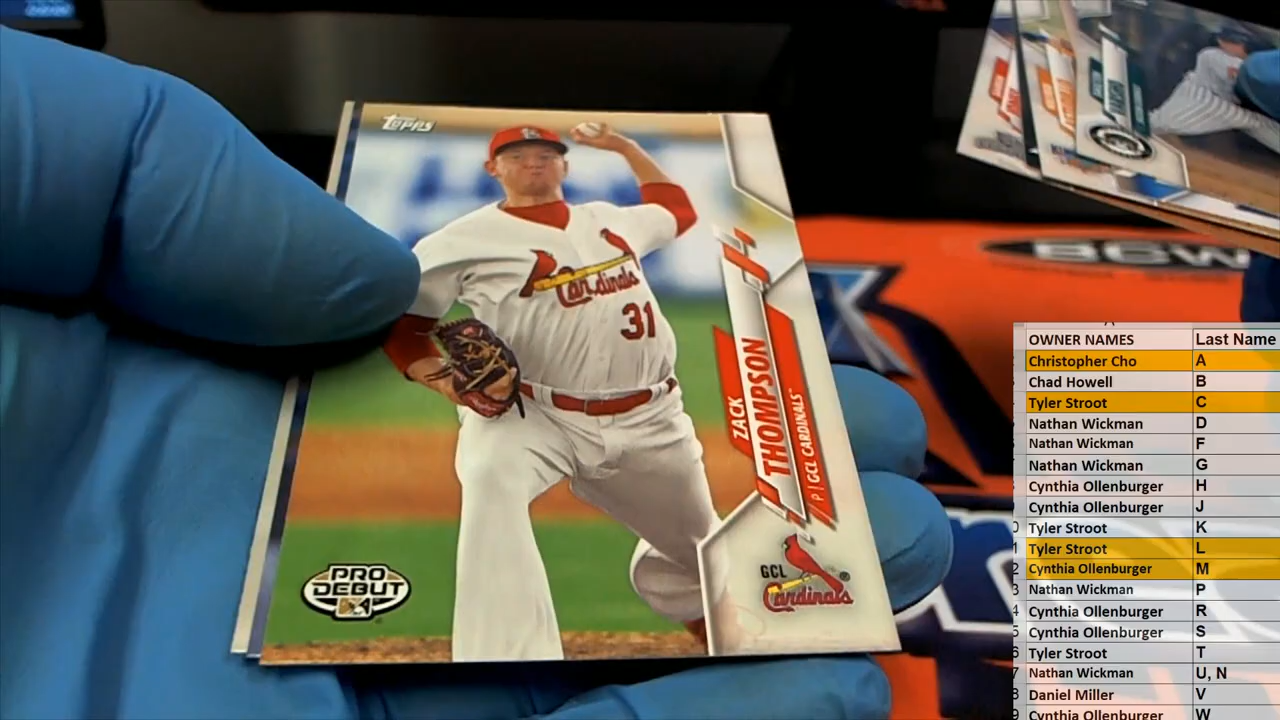 Topps
Cardinals
31
ZACK
THOMPSON
P | GCL CARDINALS™
GCL
Cardinals®
PRO
DEBUT
BCW
OWNER NAMES Last Name
Christopher Cho A
Chad Howell B
Tyler Stroot C
Nathan Wickman D
Nathan Wickman F
Nathan Wickman G
Cynthia Ollenburger H
Cynthia Ollenburger J
Tyler Stroot K
Tyler Stroot L
Cynthia Ollenburger M
Nathan Wickman P
Cynthia Ollenburger R
Cynthia Ollenburger S
Tyler Stroot T
Nathan Wickman U, N
Daniel Miller V
Cynthia Ollenburger W